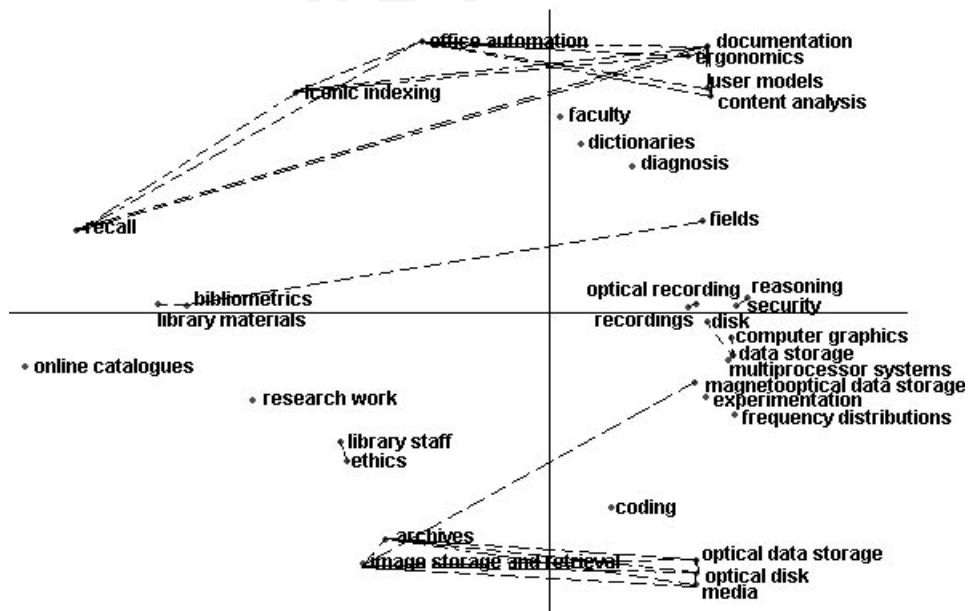 office automation
documentation
ergonomics
iconic indexing
user models
content analysis
faculty
dictionaries
diagnosis
recall
fields
bibliometrics
library materials
optical recording
reasoning
security
recordings
disk
computer graphics
data storage
multiprocessor systems
online catalogues
magnetooptical data storage
experimentation
research work
frequency distributions
library staff
ethics
coding
archives
image storage and retrieval
optical data storage
optical disk
media